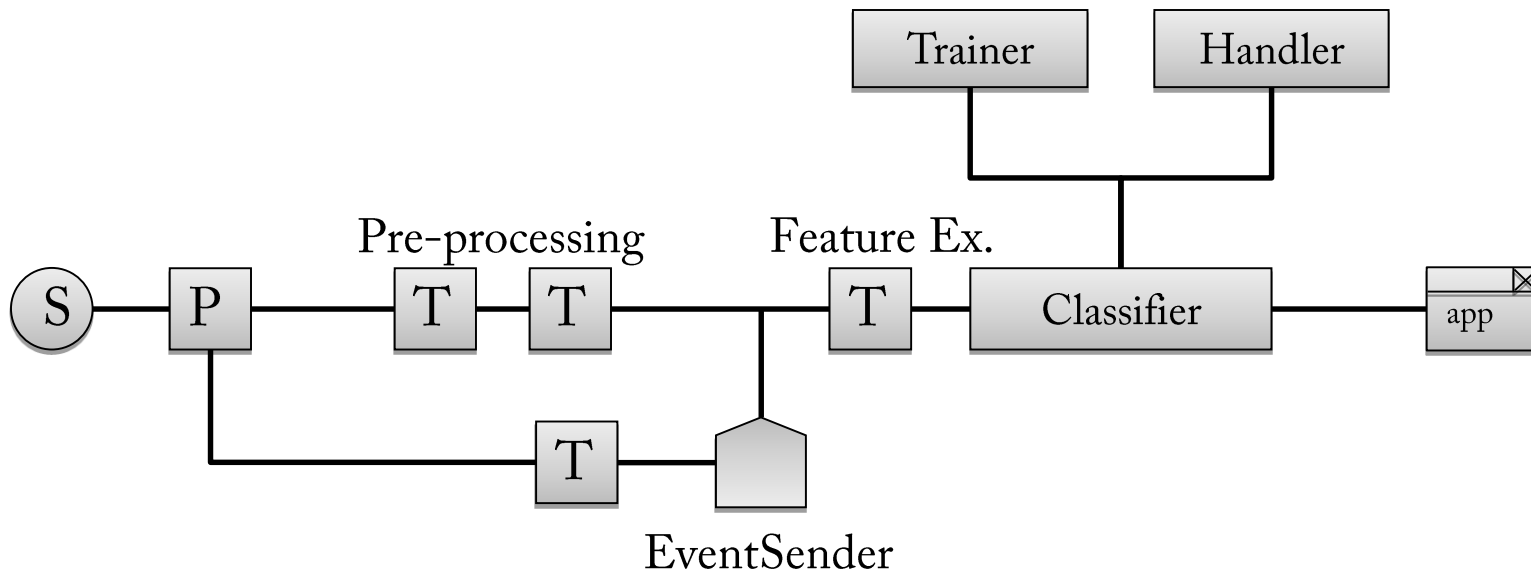 Trainer
Handler
Pre-processing
Feature Ex.
S
P
T
T
T
Classifier
app
T
EventSender